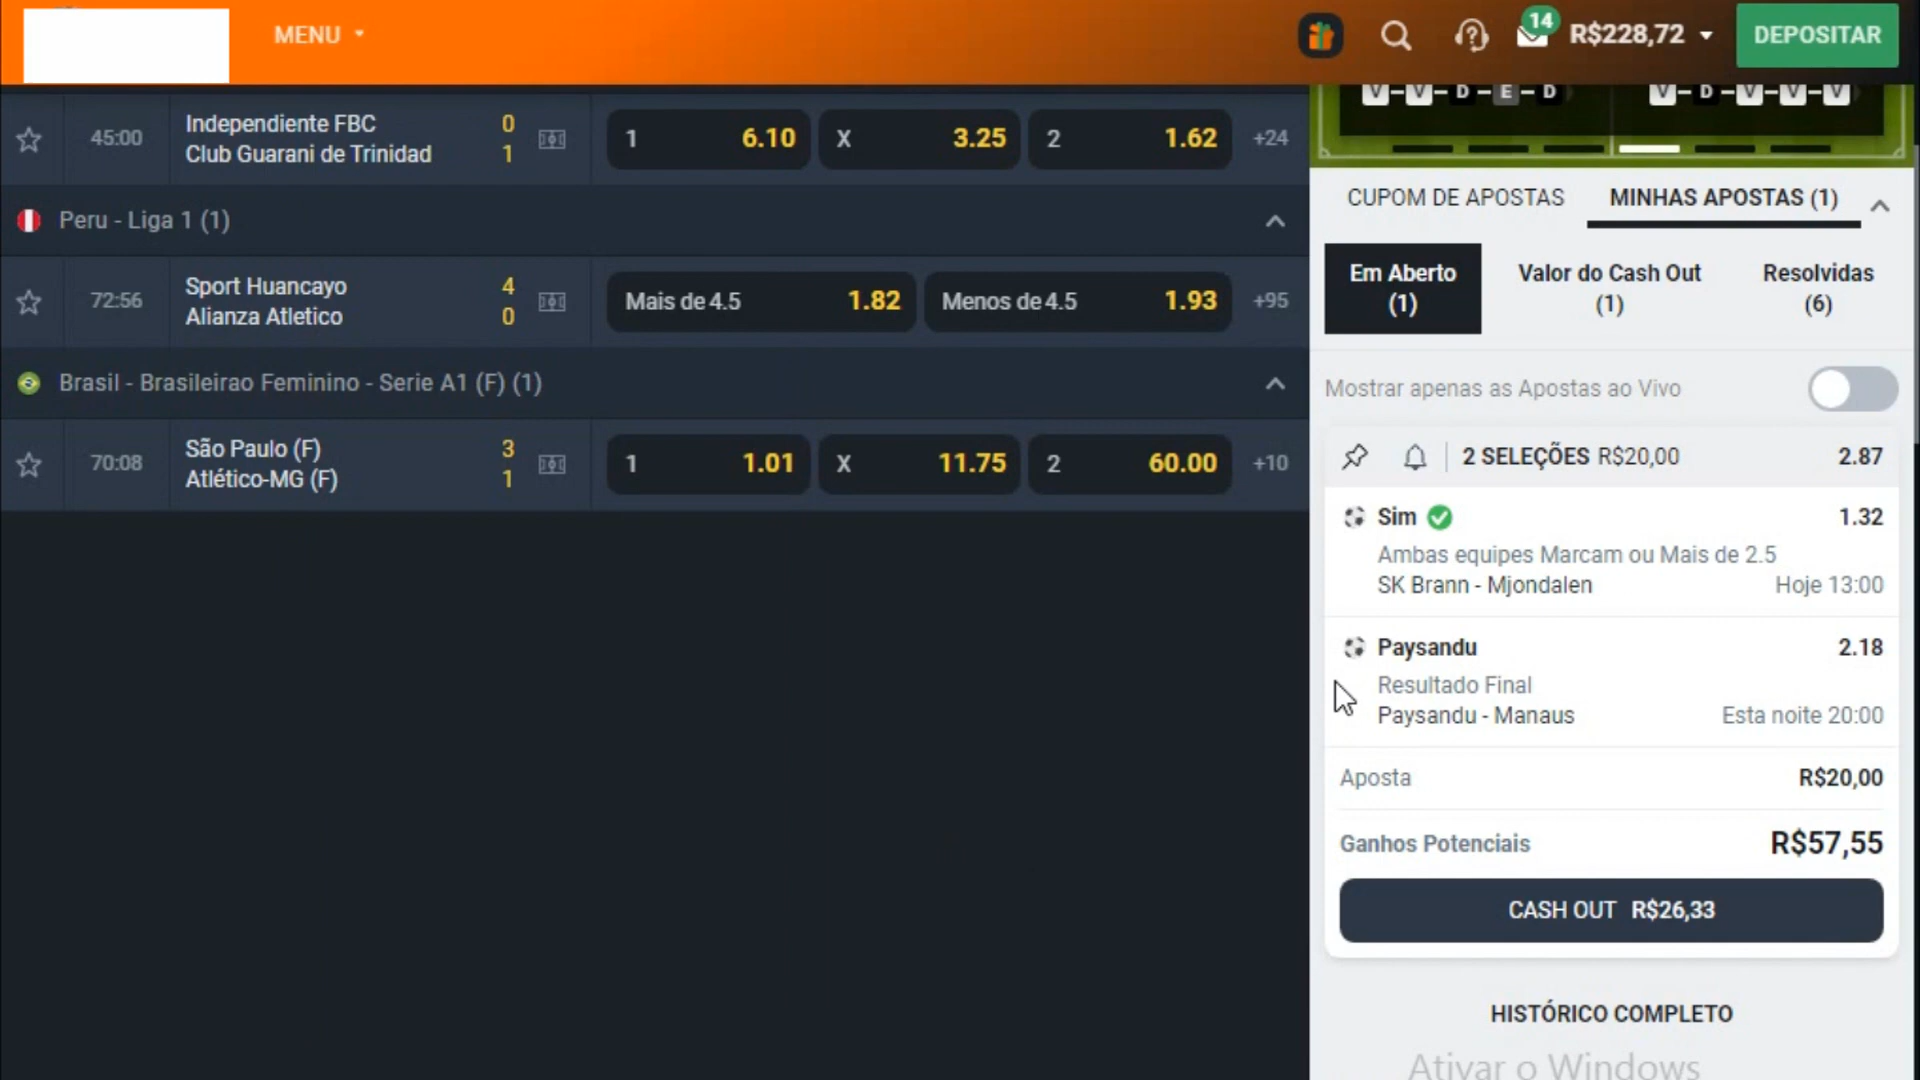 MENU
14
R$228,72
DEPOSITAR
V-V-D-E-D
V-D-V-V-V
45:00
Independiente FBC 0
Club Guarani de Trinidad 1
1 6.10
X 3.25
2 1.62
+24
Peru - Liga 1 (1)
72:56
Sport Huancayo 4
Alianza Atletico 0
Mais de 4.5 1.82
Menos de 4.5 1.93
+95
Brasil - Brasileirao Feminino - Serie A1 (F) (1)
70:08
São Paulo (F) 3
Atlético-MG (F) 1
1 1.01
X 11.75
2 60.00
+10
CUPOM DE APOSTAS
MINHAS APOSTAS (1)
Em Aberto
(1)
Valor do Cash Out
(1)
Resolvidas
(6)
Mostrar apenas as Apostas ao Vivo
2 SELEÇÕES R$20,00 2.87
Sim 1.32
Ambas equipes Marcam ou Mais de 2.5
SK Brann - Mjondalen Hoje 13:00
Paysandu 2.18
Resultado Final
Paysandu - Manaus Esta noite 20:00
Aposta R$20,00
Ganhos Potenciais R$57,55
CASH OUT R$26,33
HISTÓRICO COMPLETO
Ativar o Windows